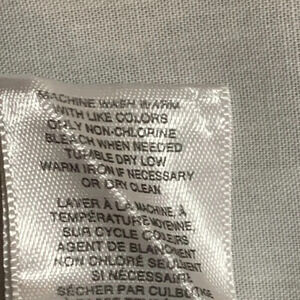 MACHINE WASH WARM
WITH LIKE COLORS
ONLY NON-CHLORINE
BLEACH WHEN NEEDED
TUMBLE DRY LOW
WARM IRON IF NECESSARY
OR DRY CLEAN
LAVER À LA MACHINE, À
TEMPÉRATURE MOYENNE,
SUR CYCLE COULEURS
AGENT DE BLANCHIMENT
NON CHLORÉ SEULEMENT
SI NÉCESSAIRE
SÉCHER PAR CULBUTAGE